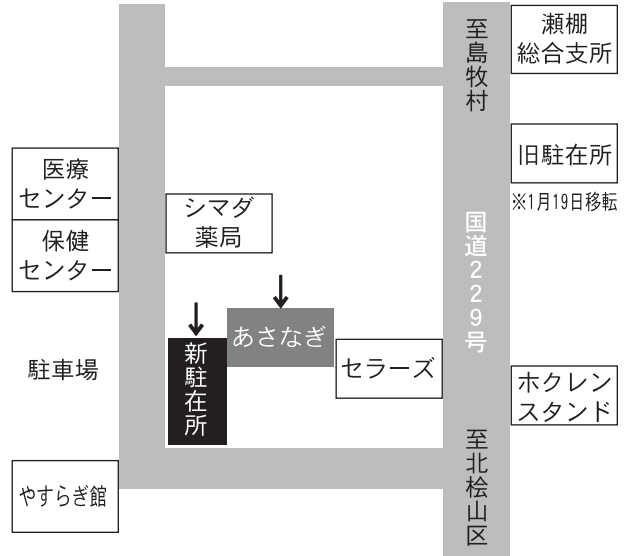 至島牧村
瀬棚
総合支所
旧駐在所
※1月19日移転
医療
センター
保健
センター
シマダ
薬局
国道229号
あさなぎ
新駐在所
セラーズ
駐車場
ホクレン
スタンド
至北桧山区
やすらぎ館